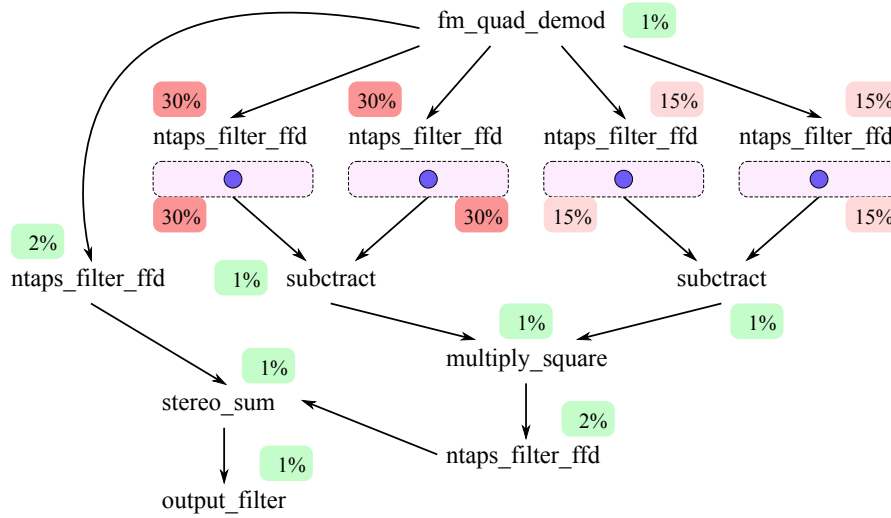 fm_quad_demod 1%
30% 30% 15% 15%
ntaps_filter_ffd ntaps_filter_ffd ntaps_filter_ffd ntaps_filter_ffd
30% 30% 15% 15%
2%
ntaps_filter_ffd
1% subctract subctract
1% 1%
multiply_square
1%
stereo_sum
2%
ntaps_filter_ffd
1%
output_filter